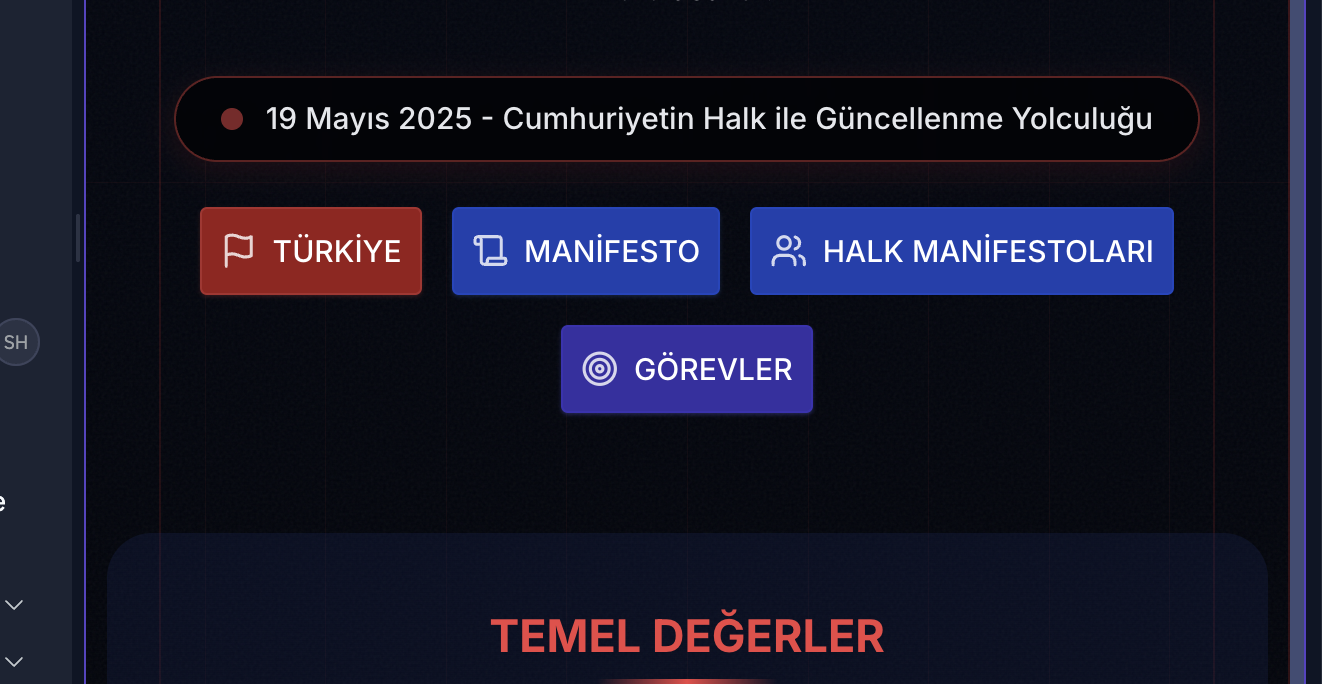 19 Mayıs 2025 - Cumhuriyetin Halk ile Güncellenme Yolculuğu
TÜRKİYE
MANİFESTO
HALK MANİFESTOLARI
SH
GÖREVLER
e
TEMEL DEĞERLER